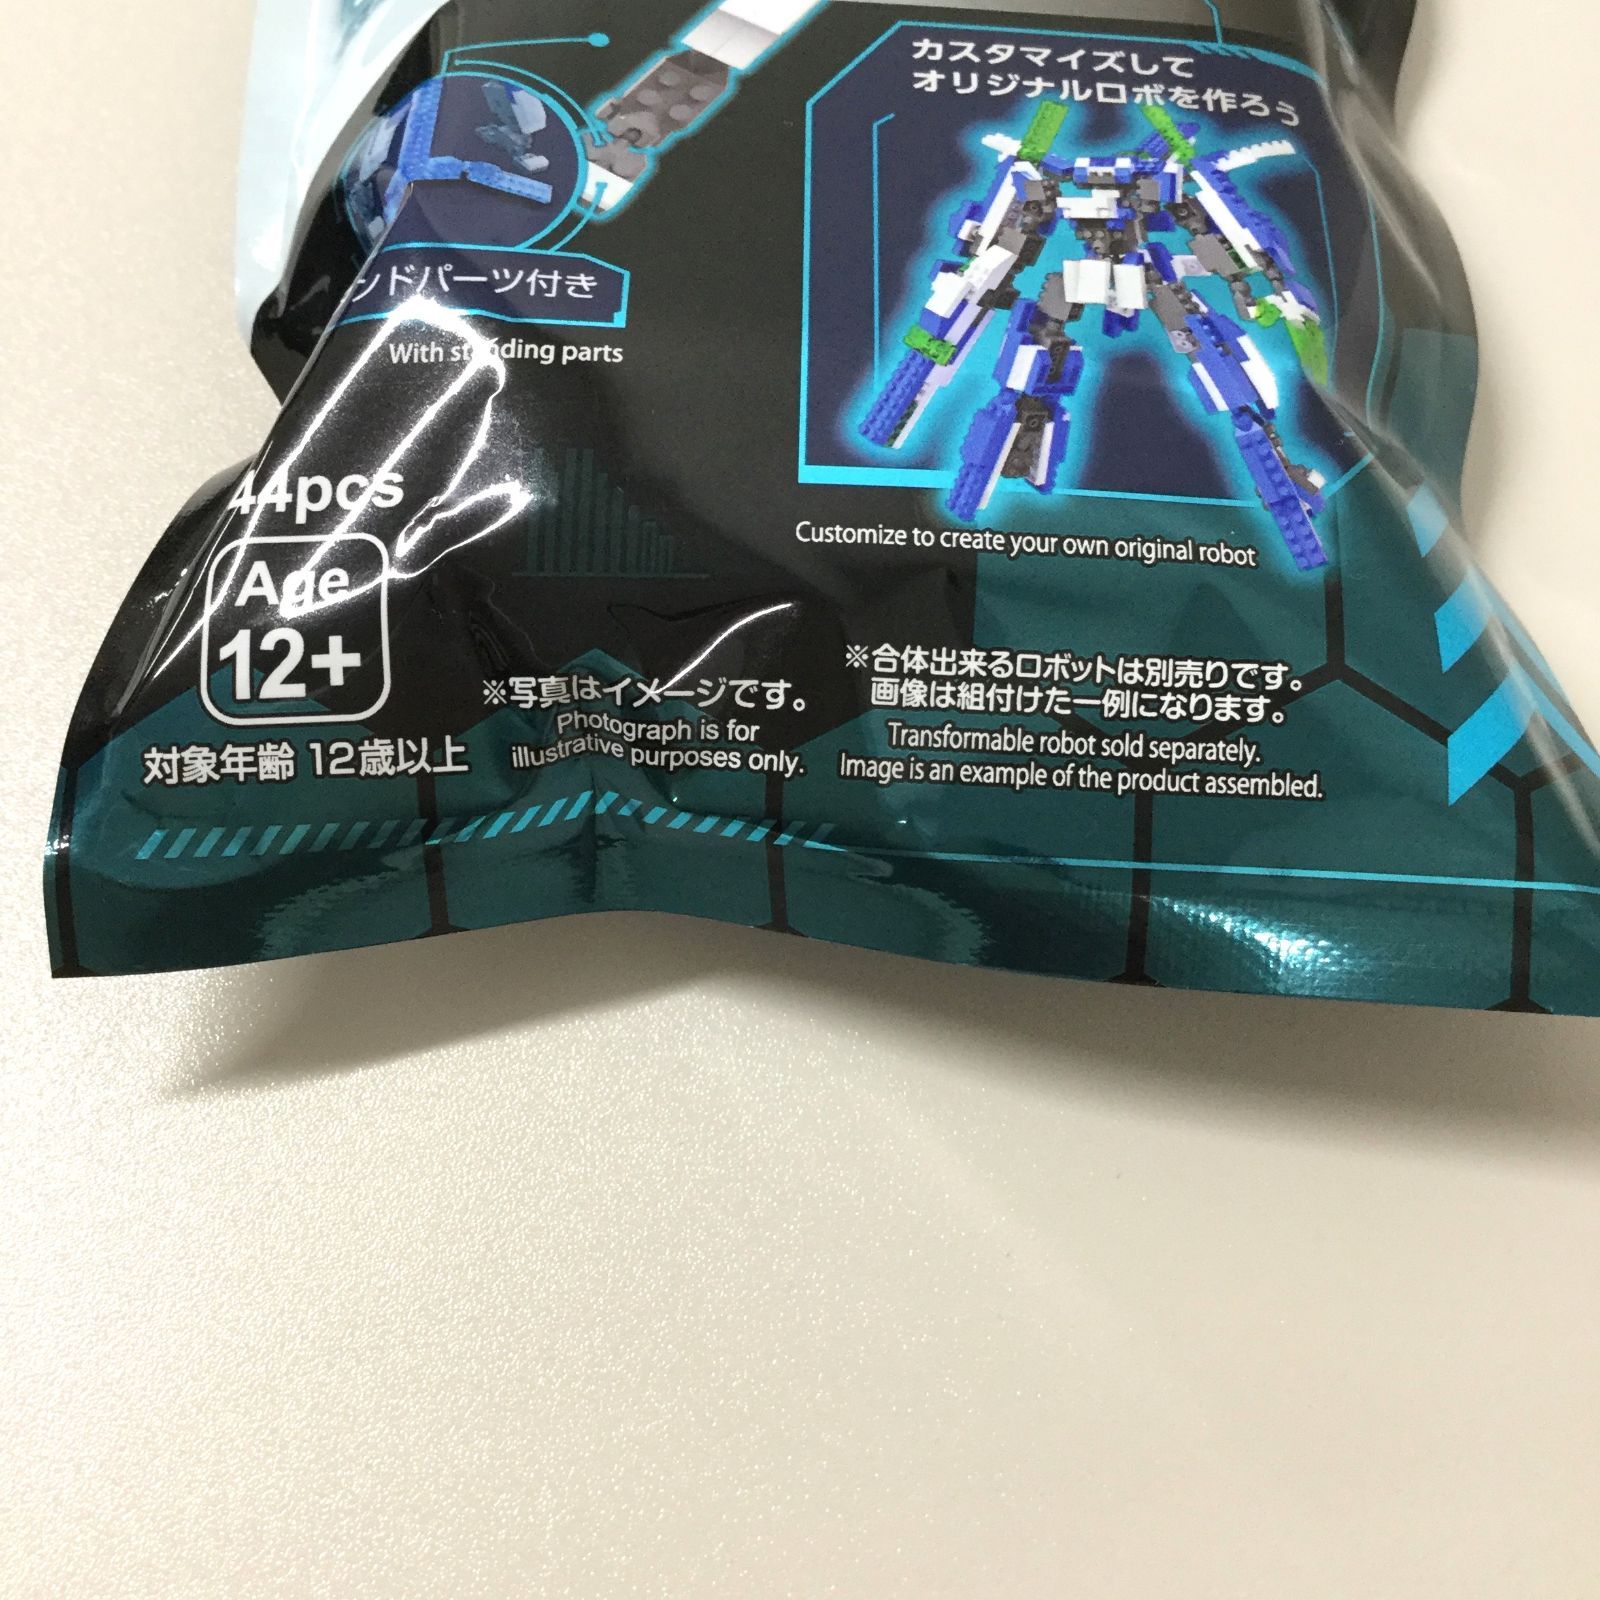 カスタマイズして
オリジナルロボを作ろう
ンドパーツ付き
With standing parts
44pcs
Age
12+
対象年齢 12歳以上
Customize to create your own original robot
※写真はイメージです。
Photograph is for
illustrative purposes only.
※合体出来るロボットは別売りです。
画像は組付けた一例になります。
Transformable robot sold separately.
Image is an example of the product assembled.